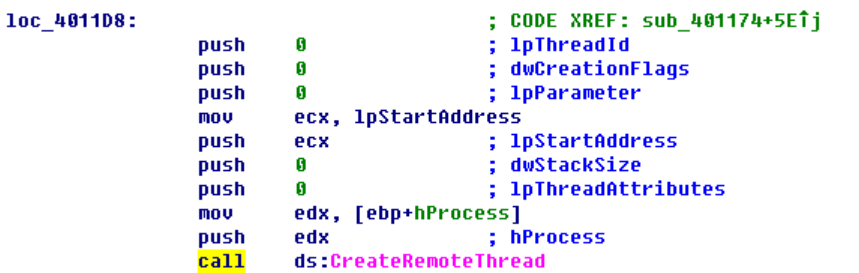 loc_4011D8: ; CODE XREF: sub_401174+5E↑j
push 0 ; lpThreadId
push 0 ; dwCreationFlags
push 0 ; lpParameter
mov ecx, lpStartAddress
push ecx ; lpStartAddress
push 0 ; dwStackSize
push 0 ; lpThreadAttributes
mov edx, [ebp+hProcess]
push edx ; hProcess
call ds:CreateRemoteThread